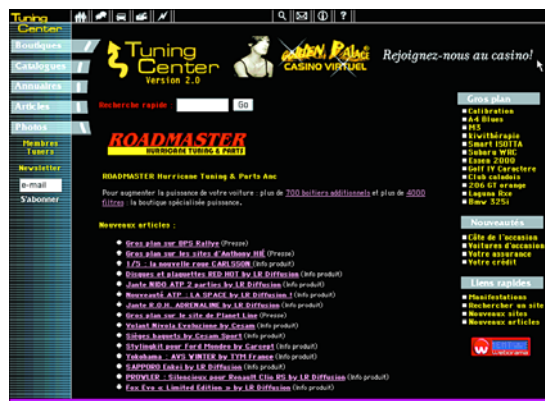 Tuning
Center
Boutiques
Catalogues
Annuaires
Articles
Photos
Membres
Tuners
Newsletter
e-mail
S'abonner
?
Tuning
Center
Version 2.0
Golden Palace
CASINO VIRTUEL
Rejoignez-nous au casino!
Recherche rapide :
Go
ROADMASTER
HURRICANE TUNING & PARTS
ROADMASTER Hurricane Tuning & Parts Anc
Pour augmenter la puissance de votre voiture : plus de 700 boitiers additionnels et plus de 4000
filtres : la boutique spécialisée puissance.
Nouveaux articles :
Gros plan sur OPS Rallye (Presse)
Gros plan sur les sites d'Anthony HIÉ (Presse)
1/5 : la nouvelle roue CARLSSON (Info produit)
Disques et plaquettes RED HOT by LR Diffusion (Info produit)
Jante NIDO ATP 2 parties by LR Diffusion (Info produit)
Nouveauté ATP : LA SPACE by LR Diffusion ! (Info produit)
Jante R.O.H. ADRENALINE by LR Diffusion (Info produit)
Gros plan sur le site de Planet Line (Presse)
Volant Nivola Evoluzione by Cesam (Info produit)
Sièges baquets by Cesam Sport (Info produit)
Stylingkit pour Ford Mondeo by Carsept (Info produit)
Yokohama : AVS WINTER by TYM France (Info produit)
SAPPORO Enkei by LR Diffusion (Info produit)
PROWLER : Silencieux pour Renault Clio RS by LR Diffusion (Info produit)
Fox Evo « Limited Edition » by LR Diffusion (Info produit)
Gros plan
Calibration
A4 Blues
M3
Kivithérapie
Smart ISOTTA
Subaru WRC
Essen 2000
Golf IV Caractere
Club caladois
206 GT orange
Laguna Rxe
Bmw 325i
Nouveautés
Côte de l'occasion
Voitures d'occasion
Votre assurance
Votre crédit
Liens rapides
Manifestations
Rechercher un site
Nouveaux sites
Nouveaux articles
W
Weborama